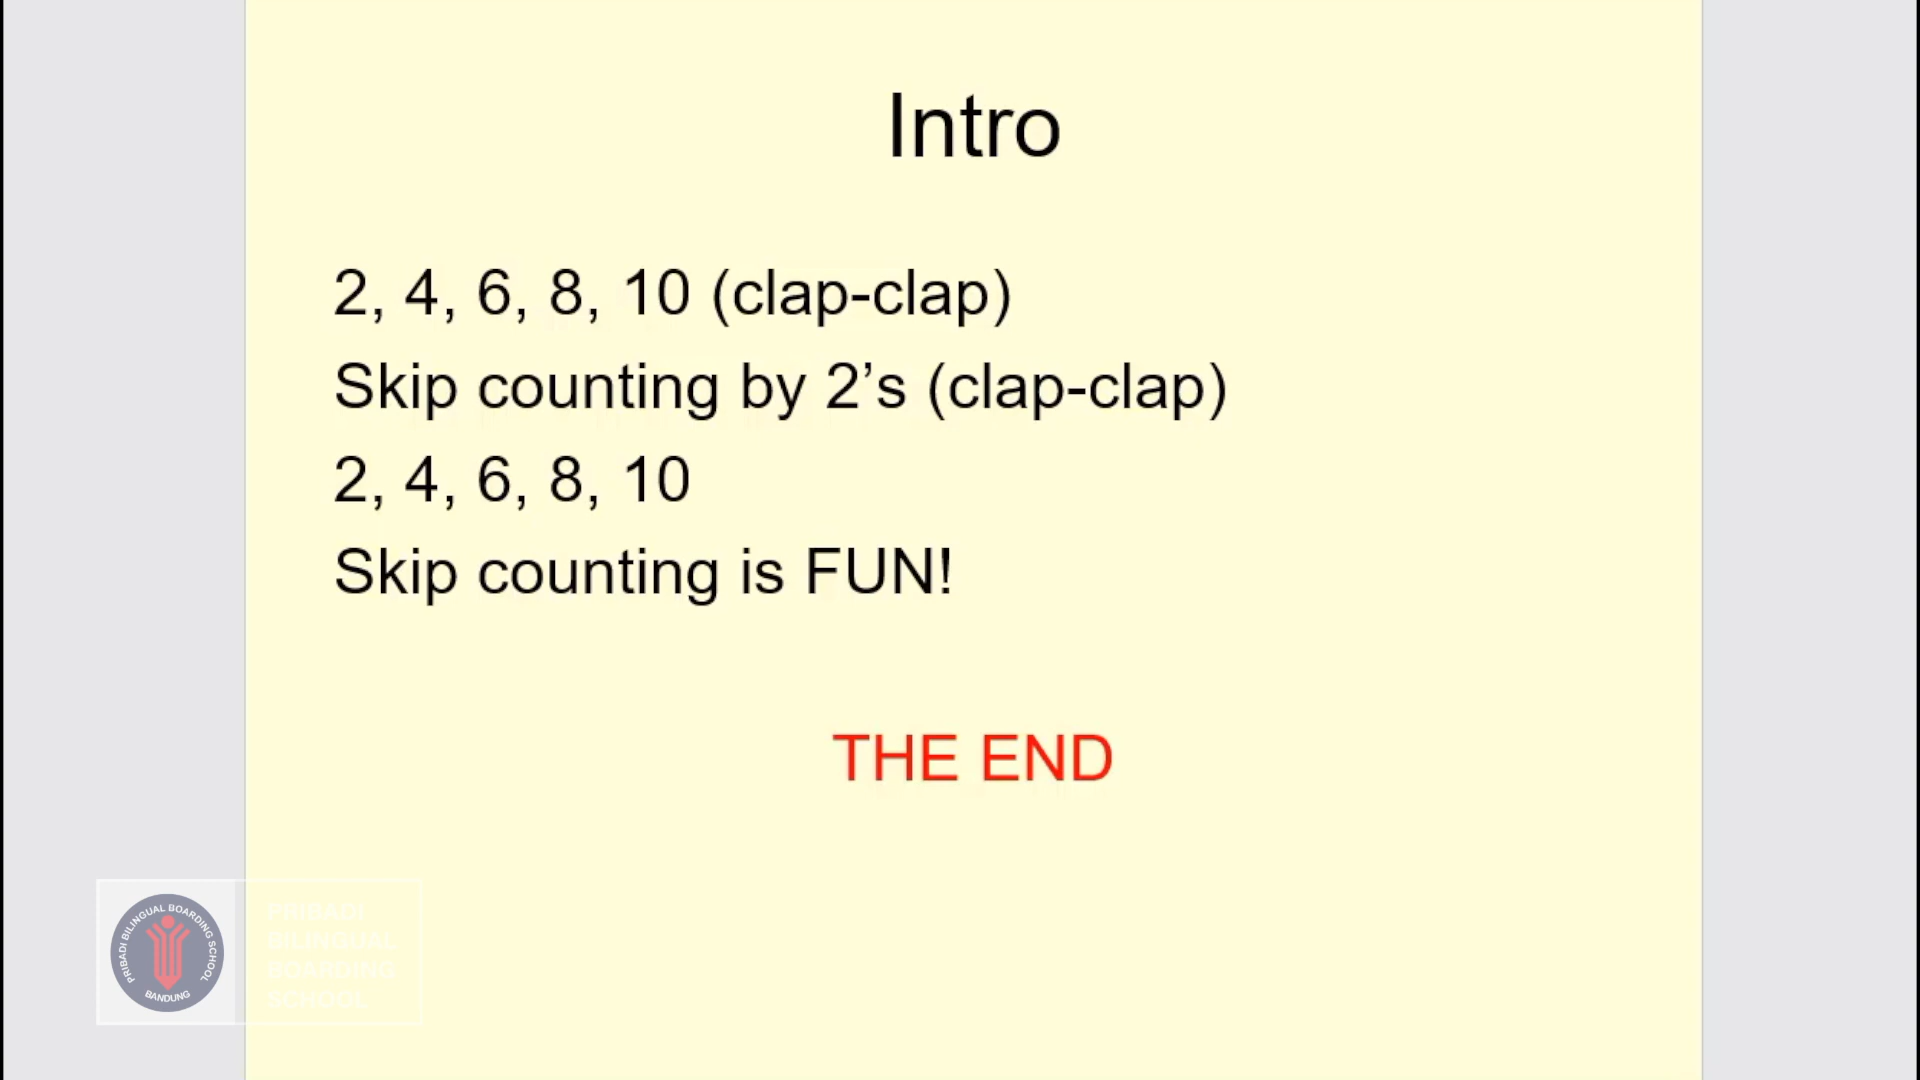 Intro
2, 4, 6, 8, 10 (clap-clap)
Skip counting by 2’s (clap-clap)
2, 4, 6, 8, 10
Skip counting is FUN!
THE END
PRIBADI BILINGUAL BOARDING SCHOOL
BANDUNG
PRIBADI
BILINGUAL
BOARDING
SCHOOL